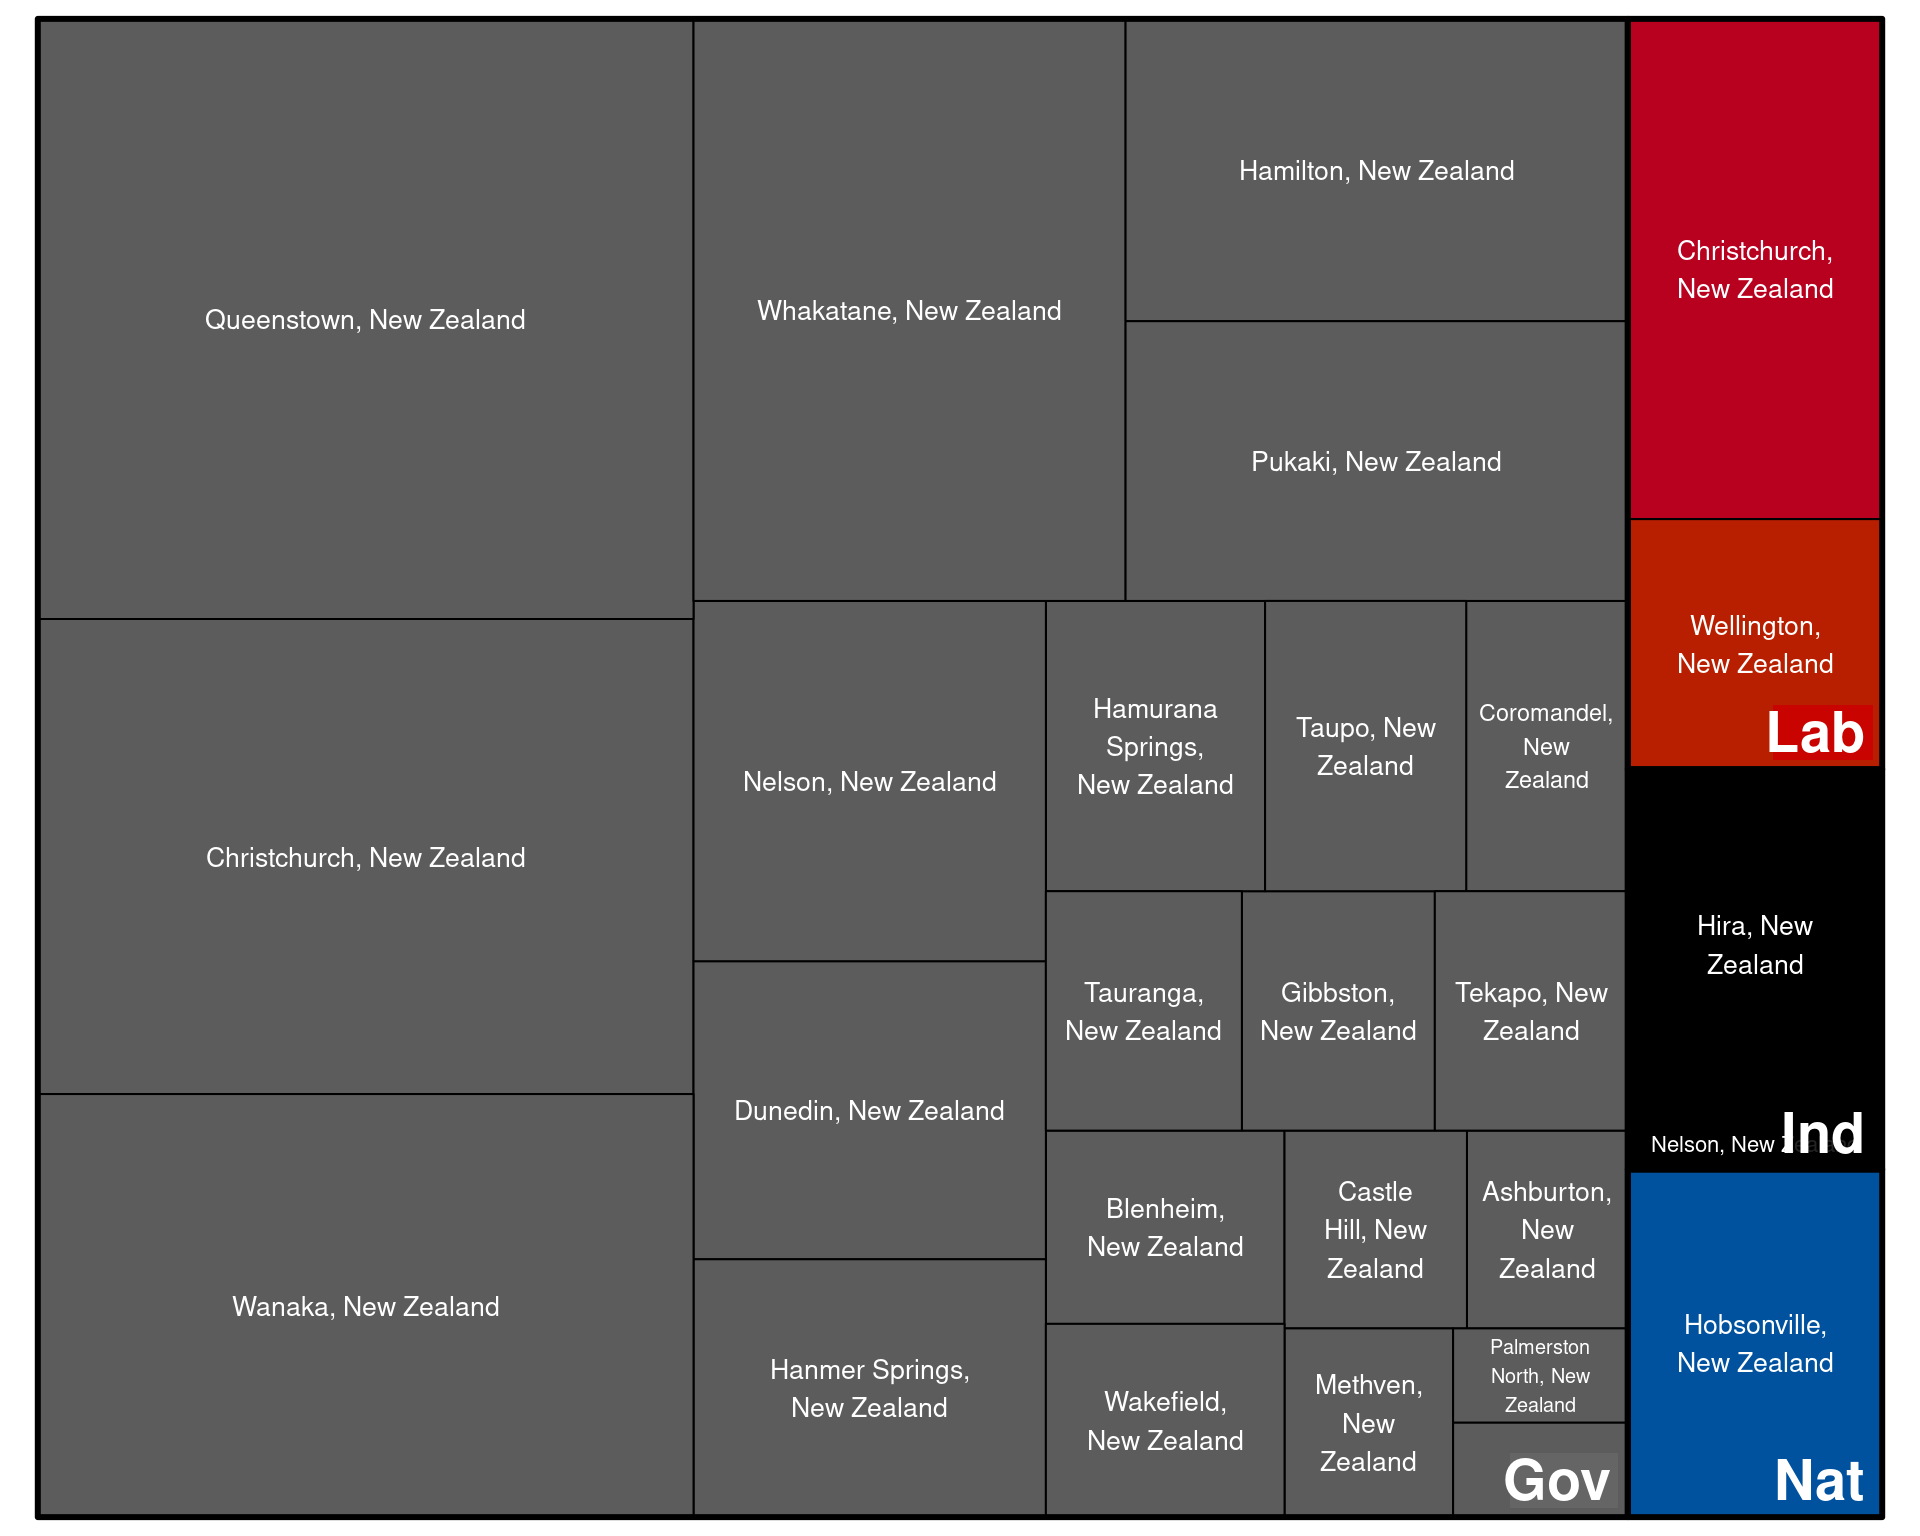 Queenstown, New Zealand
Christchurch, New Zealand
Wanaka, New Zealand
Whakatane, New Zealand
Hamilton, New Zealand
Pukaki, New Zealand
Nelson, New Zealand
Dunedin, New Zealand
Hanmer Springs,
New Zealand
Hamurana
Springs,
New Zealand
Taupo, New
Zealand
Coromandel,
New
Zealand
Tauranga,
New Zealand
Gibbston,
New Zealand
Tekapo, New
Zealand
Blenheim,
New Zealand
Wakefield,
New Zealand
Castle
Hill, New
Zealand
Ashburton,
New
Zealand
Methven,
New
Zealand
Palmerston
North, New
Zealand
Gov
Christchurch,
New Zealand
Wellington,
New Zealand
Lab
Hira, New
Zealand
Nelson, New
Ind
Hobsonville,
New Zealand
Nat